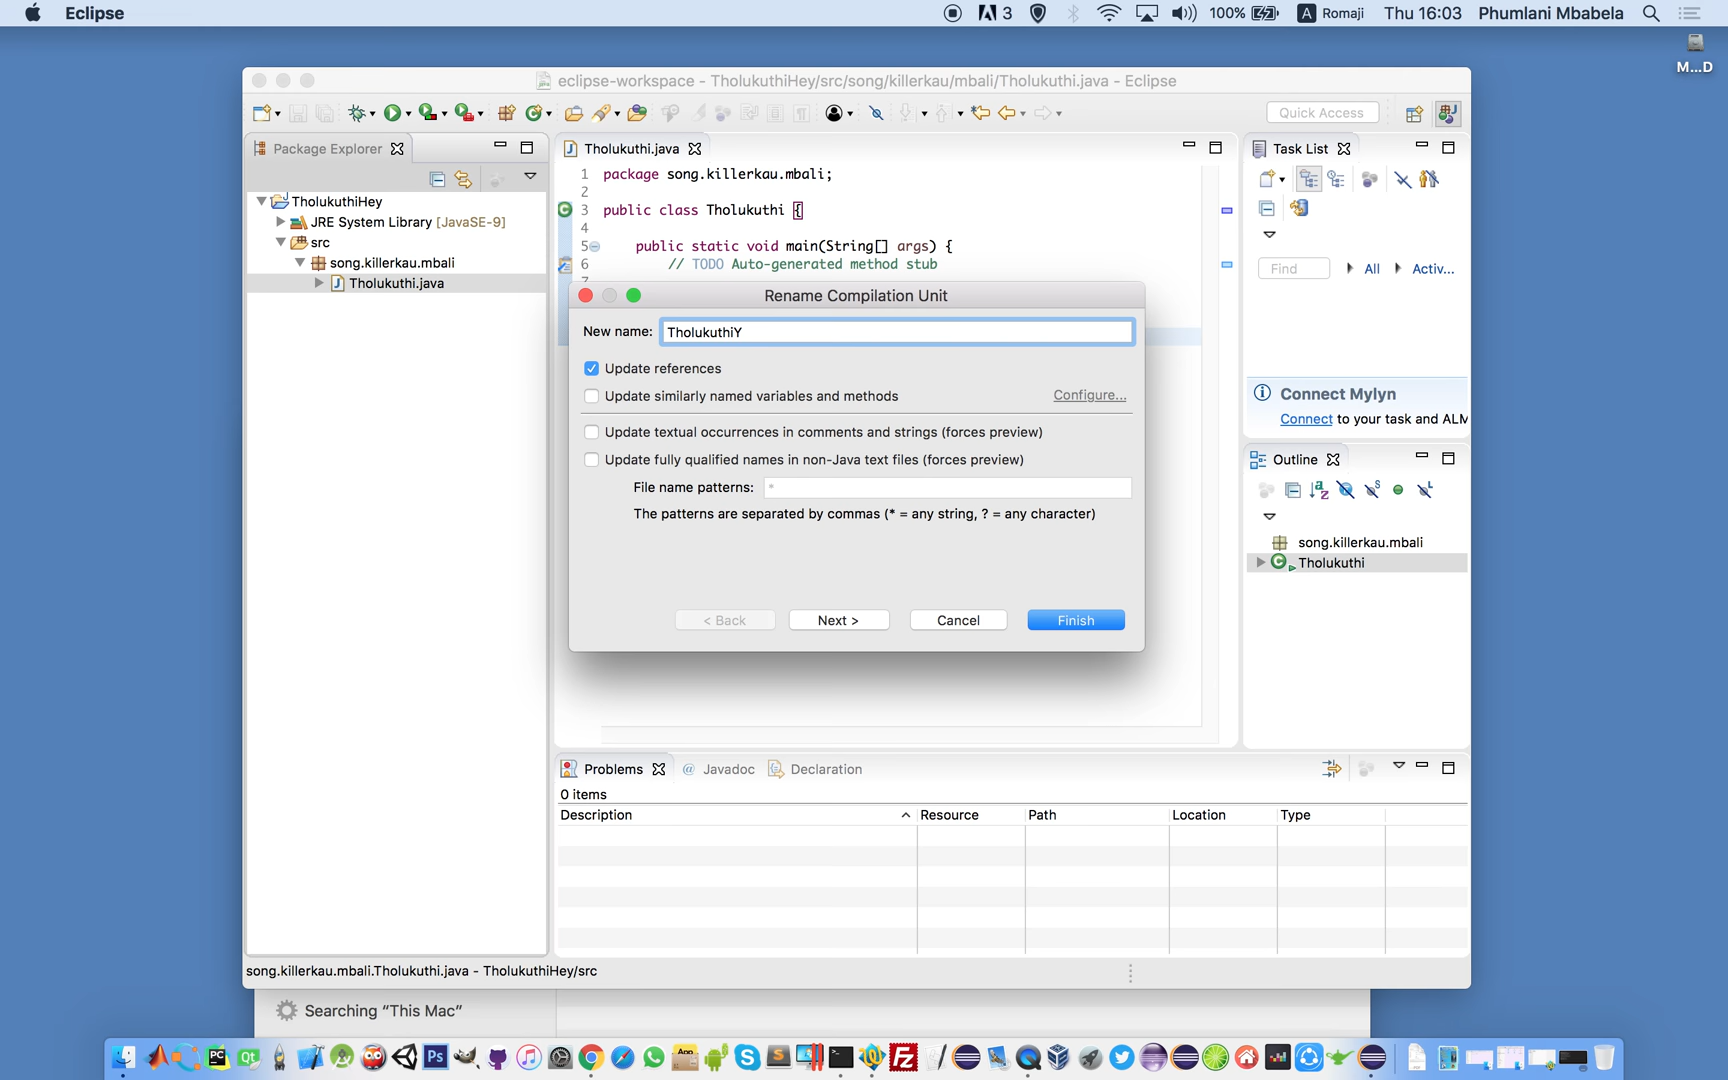 Eclipse
3
100%
A Romaji
Thu 16:03
Phumlani Mbabela
M...D
eclipse-workspace - TholukuthiHey/src/song/killerkau/mbali/Tholukuthi.java - Eclipse
Quick Access
Package Explorer
TholukuthiHey
JRE System Library [JavaSE-9]
src
song.killerkau.mbali
Tholukuthi.java
Tholukuthi.java
1 package song.killerkau.mbali;
2
3 public class Tholukuthi {
4
5 public static void main(String[] args) {
6 // TODO Auto-generated method stub
Task List
Find
All
Activ...
Connect Mylyn
Connect to your task and ALM
Outline
song.killerkau.mbali
Tholukuthi
Rename Compilation Unit
New name: TholukuthiY
Update references
Update similarly named variables and methods
Configure...
Update textual occurrences in comments and strings (forces preview)
Update fully qualified names in non-Java text files (forces preview)
File name patterns: *
The patterns are separated by commas (* = any string, ? = any character)
< Back
Next >
Cancel
Finish
Problems
@ Javadoc
Declaration
0 items
Description
Resource
Path
Location
Type
song.killerkau.mbali.Tholukuthi.java - TholukuthiHey/src
Searching “This Mac”
PC
Qt
Ps
App
S
FZ